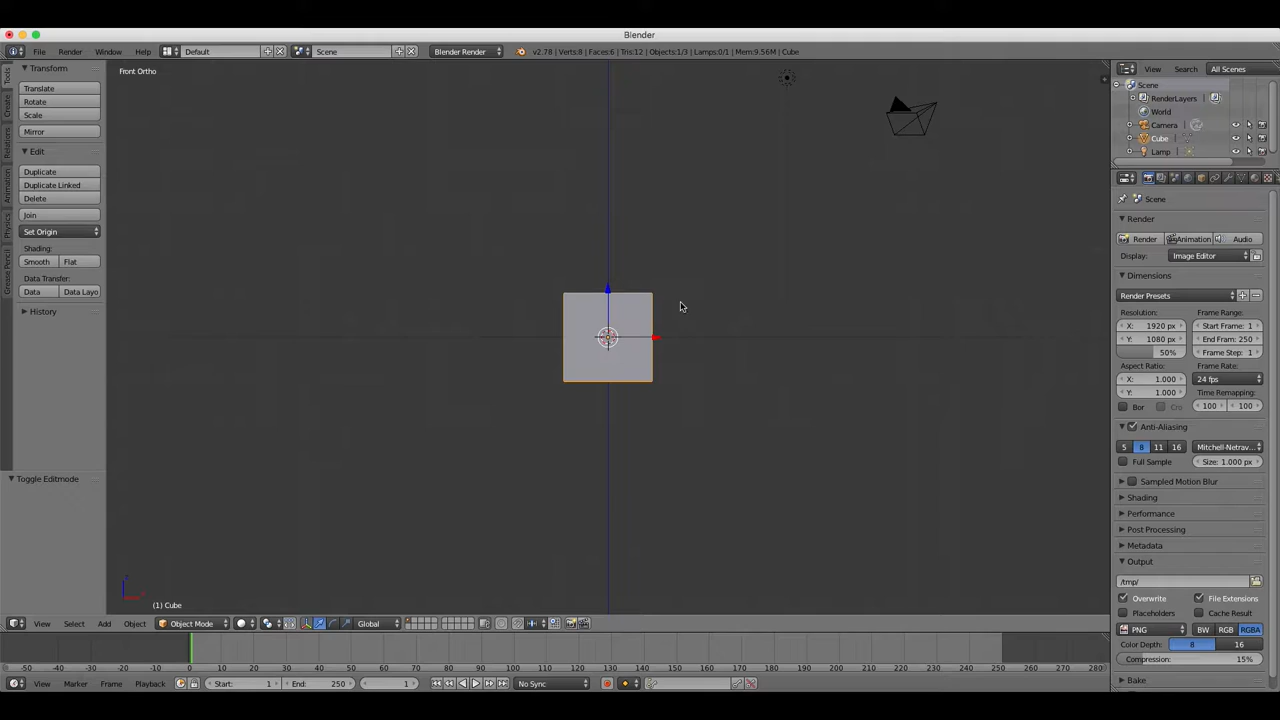 Blender
File Render Window Help Default Scene Blender Render v2.78 | Verts:8 | Faces:6 | Tris:12 | Objects:1/3 | Lamps:0/1 | Mem:9.56M | Cube
View Search All Scenes
Tools
Create
Relations
Animation
Physics
Grease Pencil
Transform
Translate
Rotate
Scale
Mirror
Edit
Duplicate
Duplicate Linked
Delete
Join
Set Origin
Shading:
Smooth Flat
Data Transfer:
Data Data Layo
History
Toggle Editmode
Front Ortho
(1) Cube
View Select Add Object Object Mode Global
-50 -40 -30 -20 -10 0 10 20 30 40 50 60 70 80 90 100 110 120 130 140 150 160 170 180 190 200 210 220 230 240 250 260 270 280
View Marker Frame Playback Start: 1 End: 250 1 No Sync
Scene
RenderLayers
World
Camera
Cube
Lamp
Scene
Render
Render Animation Audio
Display: Image Editor
Dimensions
Render Presets
Resolution: Frame Range:
X: 1920 px Start Frame: 1
Y: 1080 px End Fram: 250
50% Frame Step: 1
Aspect Ratio: Frame Rate:
X: 1.000 24 fps
Y: 1.000 Time Remapping:
Bor Cro 100 100
Anti-Aliasing
5 8 11 16 Mitchell-Netrav...
Full Sample Size: 1.000 px
Sampled Motion Blur
Shading
Performance
Post Processing
Metadata
Output
/tmp/
Overwrite File Extensions
Placeholders Cache Result
PNG BW RGB RGBA
Color Depth: 8 16
Compression: 15%
Bake